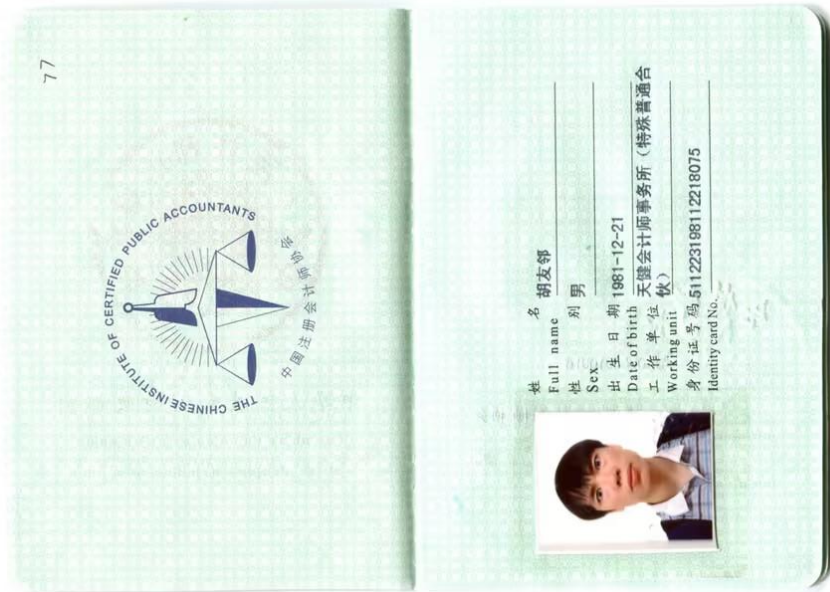 77
THE CHINESE INSTITUTE OF CERTIFIED PUBLIC ACCOUNTANTS
中国注册会计师协会
姓 名 胡友邻
Full name
性 别 男
Sex
出 生 日 期 1981-12-21
Date of birth
工 作 单 位 天健会计师事务所（特殊普通合
伙）
Working unit
身份证号码 511223198112218075
Identity card No.